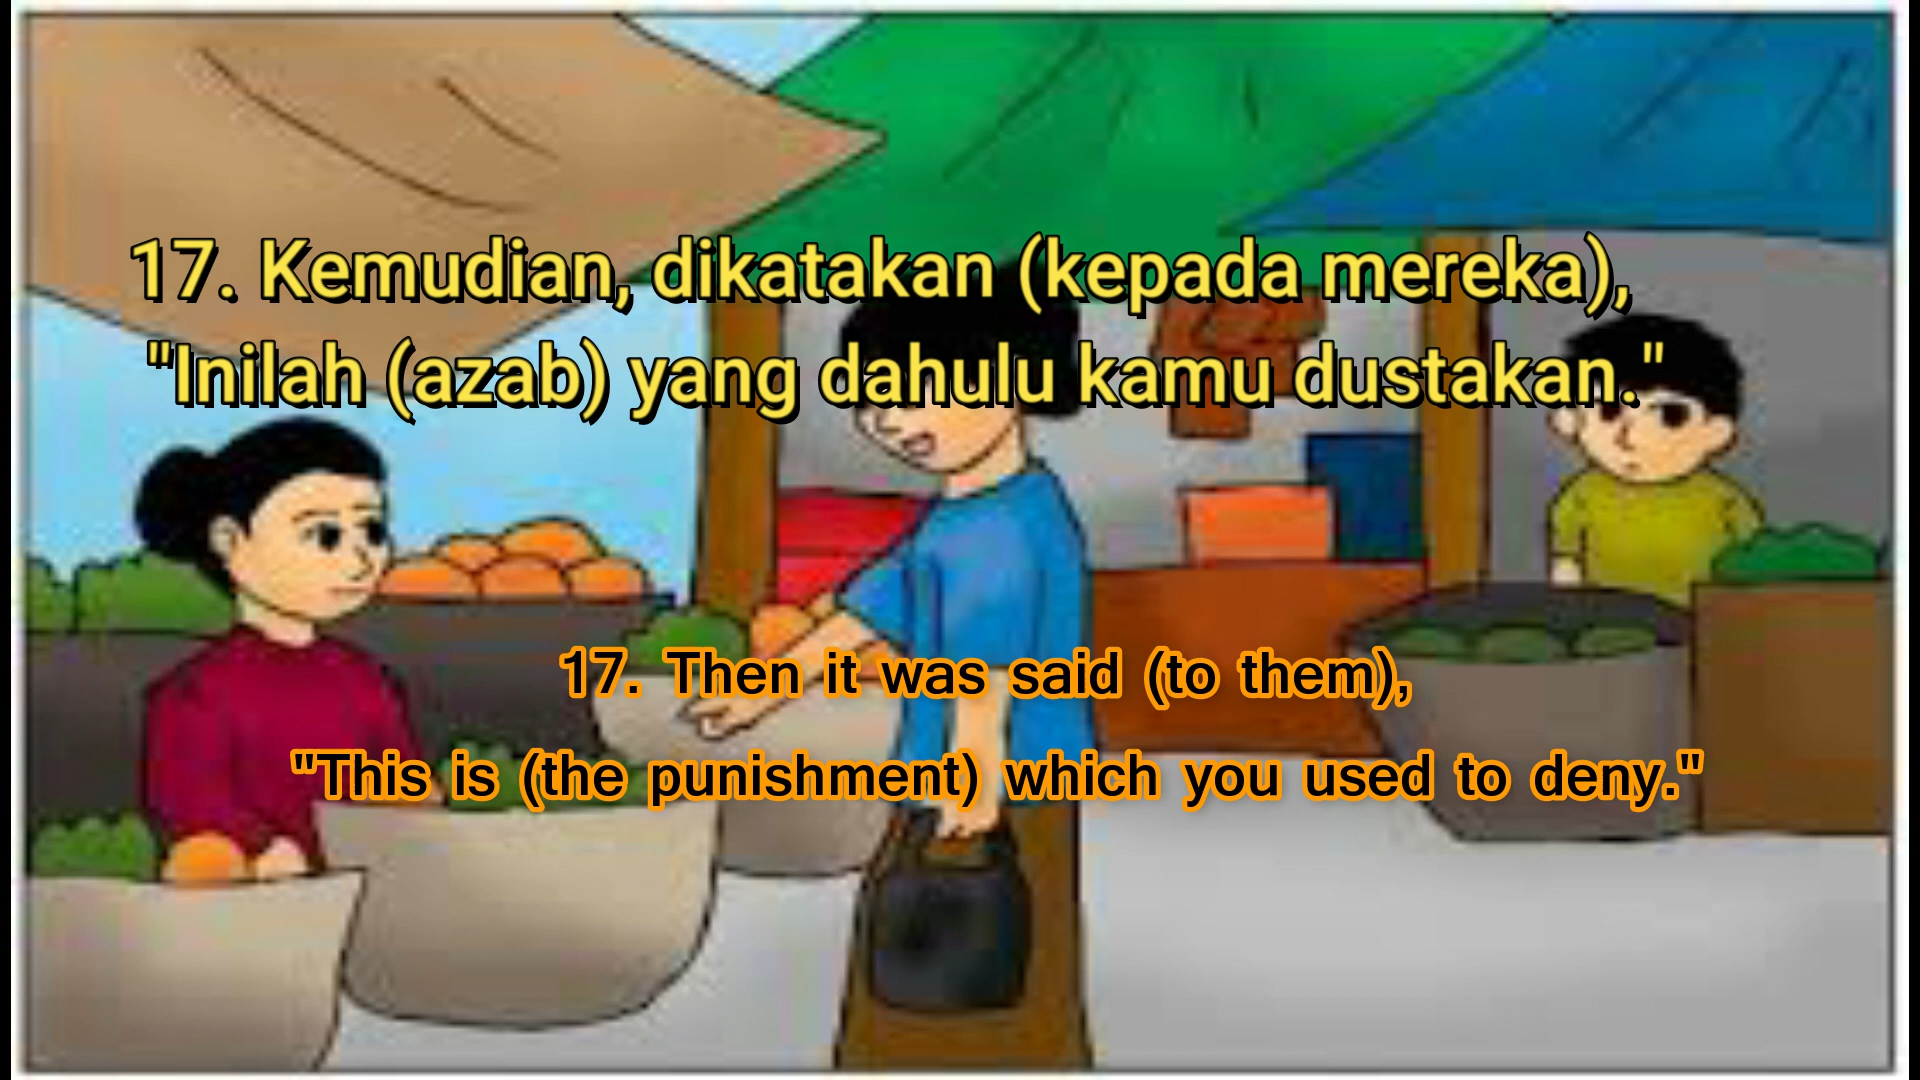 17. Kemudian, dikatakan (kepada mereka),
"Inilah (azab) yang dahulu kamu dustakan."
17. Then it was said (to them),
"This is (the punishment) which you used to deny."